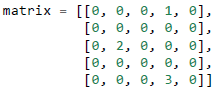 matrix = [[0, 0, 0, 1, 0],
[0, 0, 0, 0, 0],
[0, 2, 0, 0, 0],
[0, 0, 0, 0, 0],
[0, 0, 0, 3, 0]]